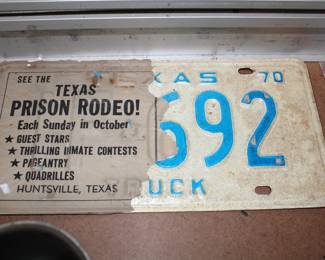 SEE THE
TEXAS
PRISON RODEO!
Each Sunday in October
★ GUEST STARS
★ THRILLING INMATE CONTESTS
★ PAGEANTRY
★ QUADRILLES
HUNTSVILLE, TEXAS
XAS 70
692
RUCK